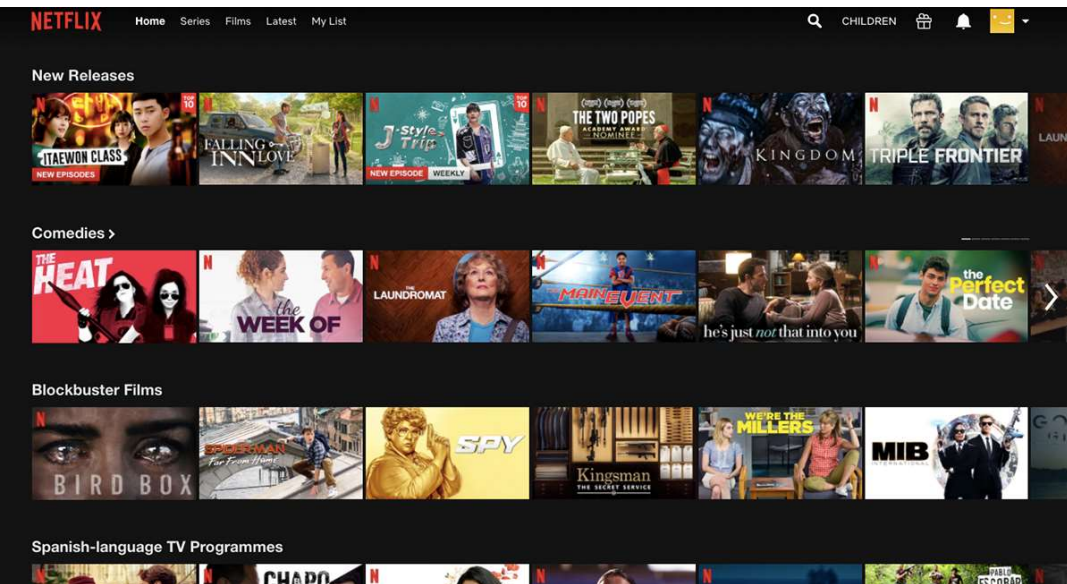 NETFLIX Home Series Films Latest My List CHILDREN
New Releases
TOP
10
ITAEWON CLASS
NEW EPISODES
FALLING
INN LOVE
TOP
10
J-Style
Trip
NEW EPISODE WEEKLY
THE TWO POPES
ACADEMY AWARD
NOMINEE
KINGDOM
TRIPLE FRONTIER
LAUN
Comedies >
THE
HEAT
the
WEEK OF
THE
LAUNDROMAT
MAIN EVENT
he's just not that into you
the
Perfect
Date
Blockbuster Films
BIRD BOX
SPIDER-MAN
Far From Home
SPY
Kingsman
THE SECRET SERVICE
WE'RE THE
MILLERS
MIB
INTERNATIONAL
Spanish-language TV Programmes
CHAPO
PABLO
ESCOBAR